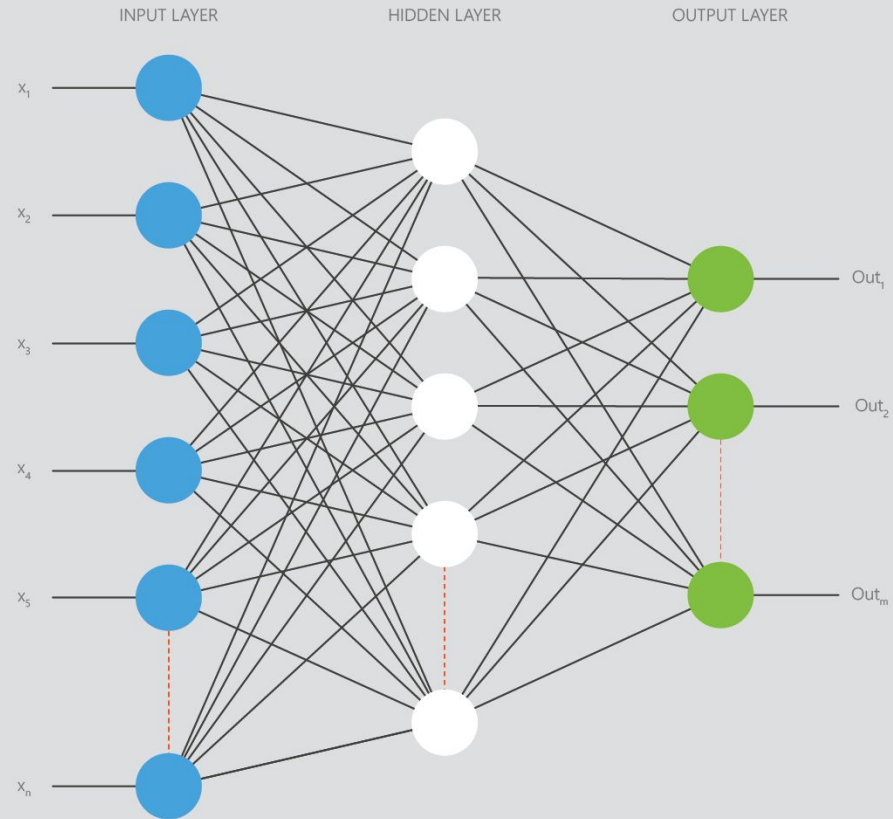 INPUT LAYER HIDDEN LAYER OUTPUT LAYER
x₁
x₂
x₃
x₄
x₅
xₙ
Out₁
Out₂
Outₘ